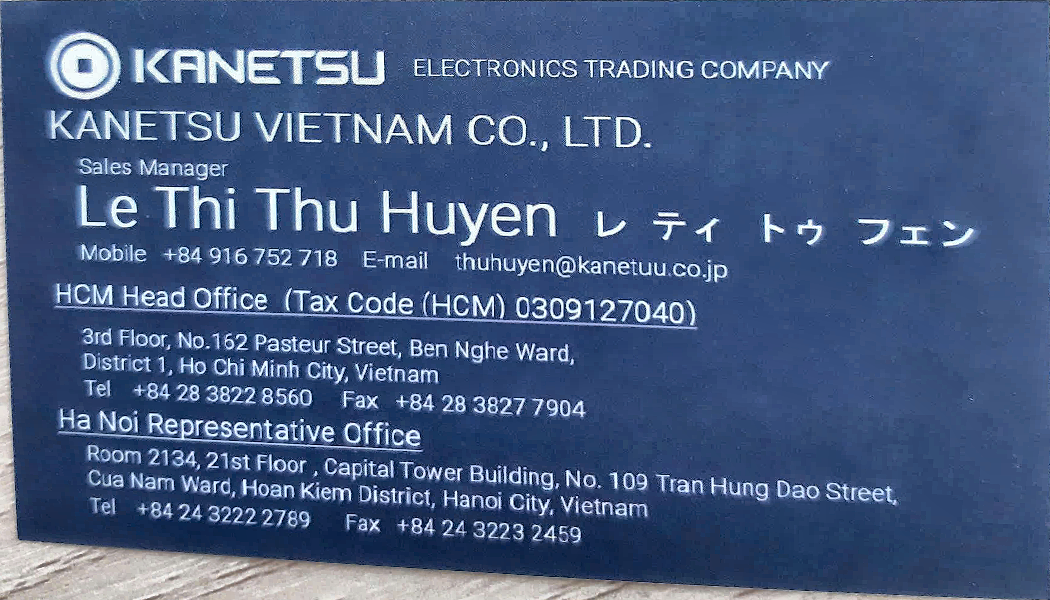 KANETSU ELECTRONICS TRADING COMPANY
KANETSU VIETNAM CO., LTD.
Sales Manager
Le Thi Thu Huyen レ ティ トゥ フェン
Mobile +84 916 752 718 E-mail thuhuyen@kanetuu.co.jp
HCM Head Office (Tax Code (HCM) 0309127040)
3rd Floor, No.162 Pasteur Street, Ben Nghe Ward,
District 1, Ho Chi Minh City, Vietnam
Tel +84 28 3822 8560 Fax +84 28 3827 7904
Ha Noi Representative Office
Room 2134, 21st Floor , Capital Tower Building, No. 109 Tran Hung Dao Street,
Cua Nam Ward, Hoan Kiem District, Hanoi City, Vietnam
Tel +84 24 3222 2789 Fax +84 24 3223 2459